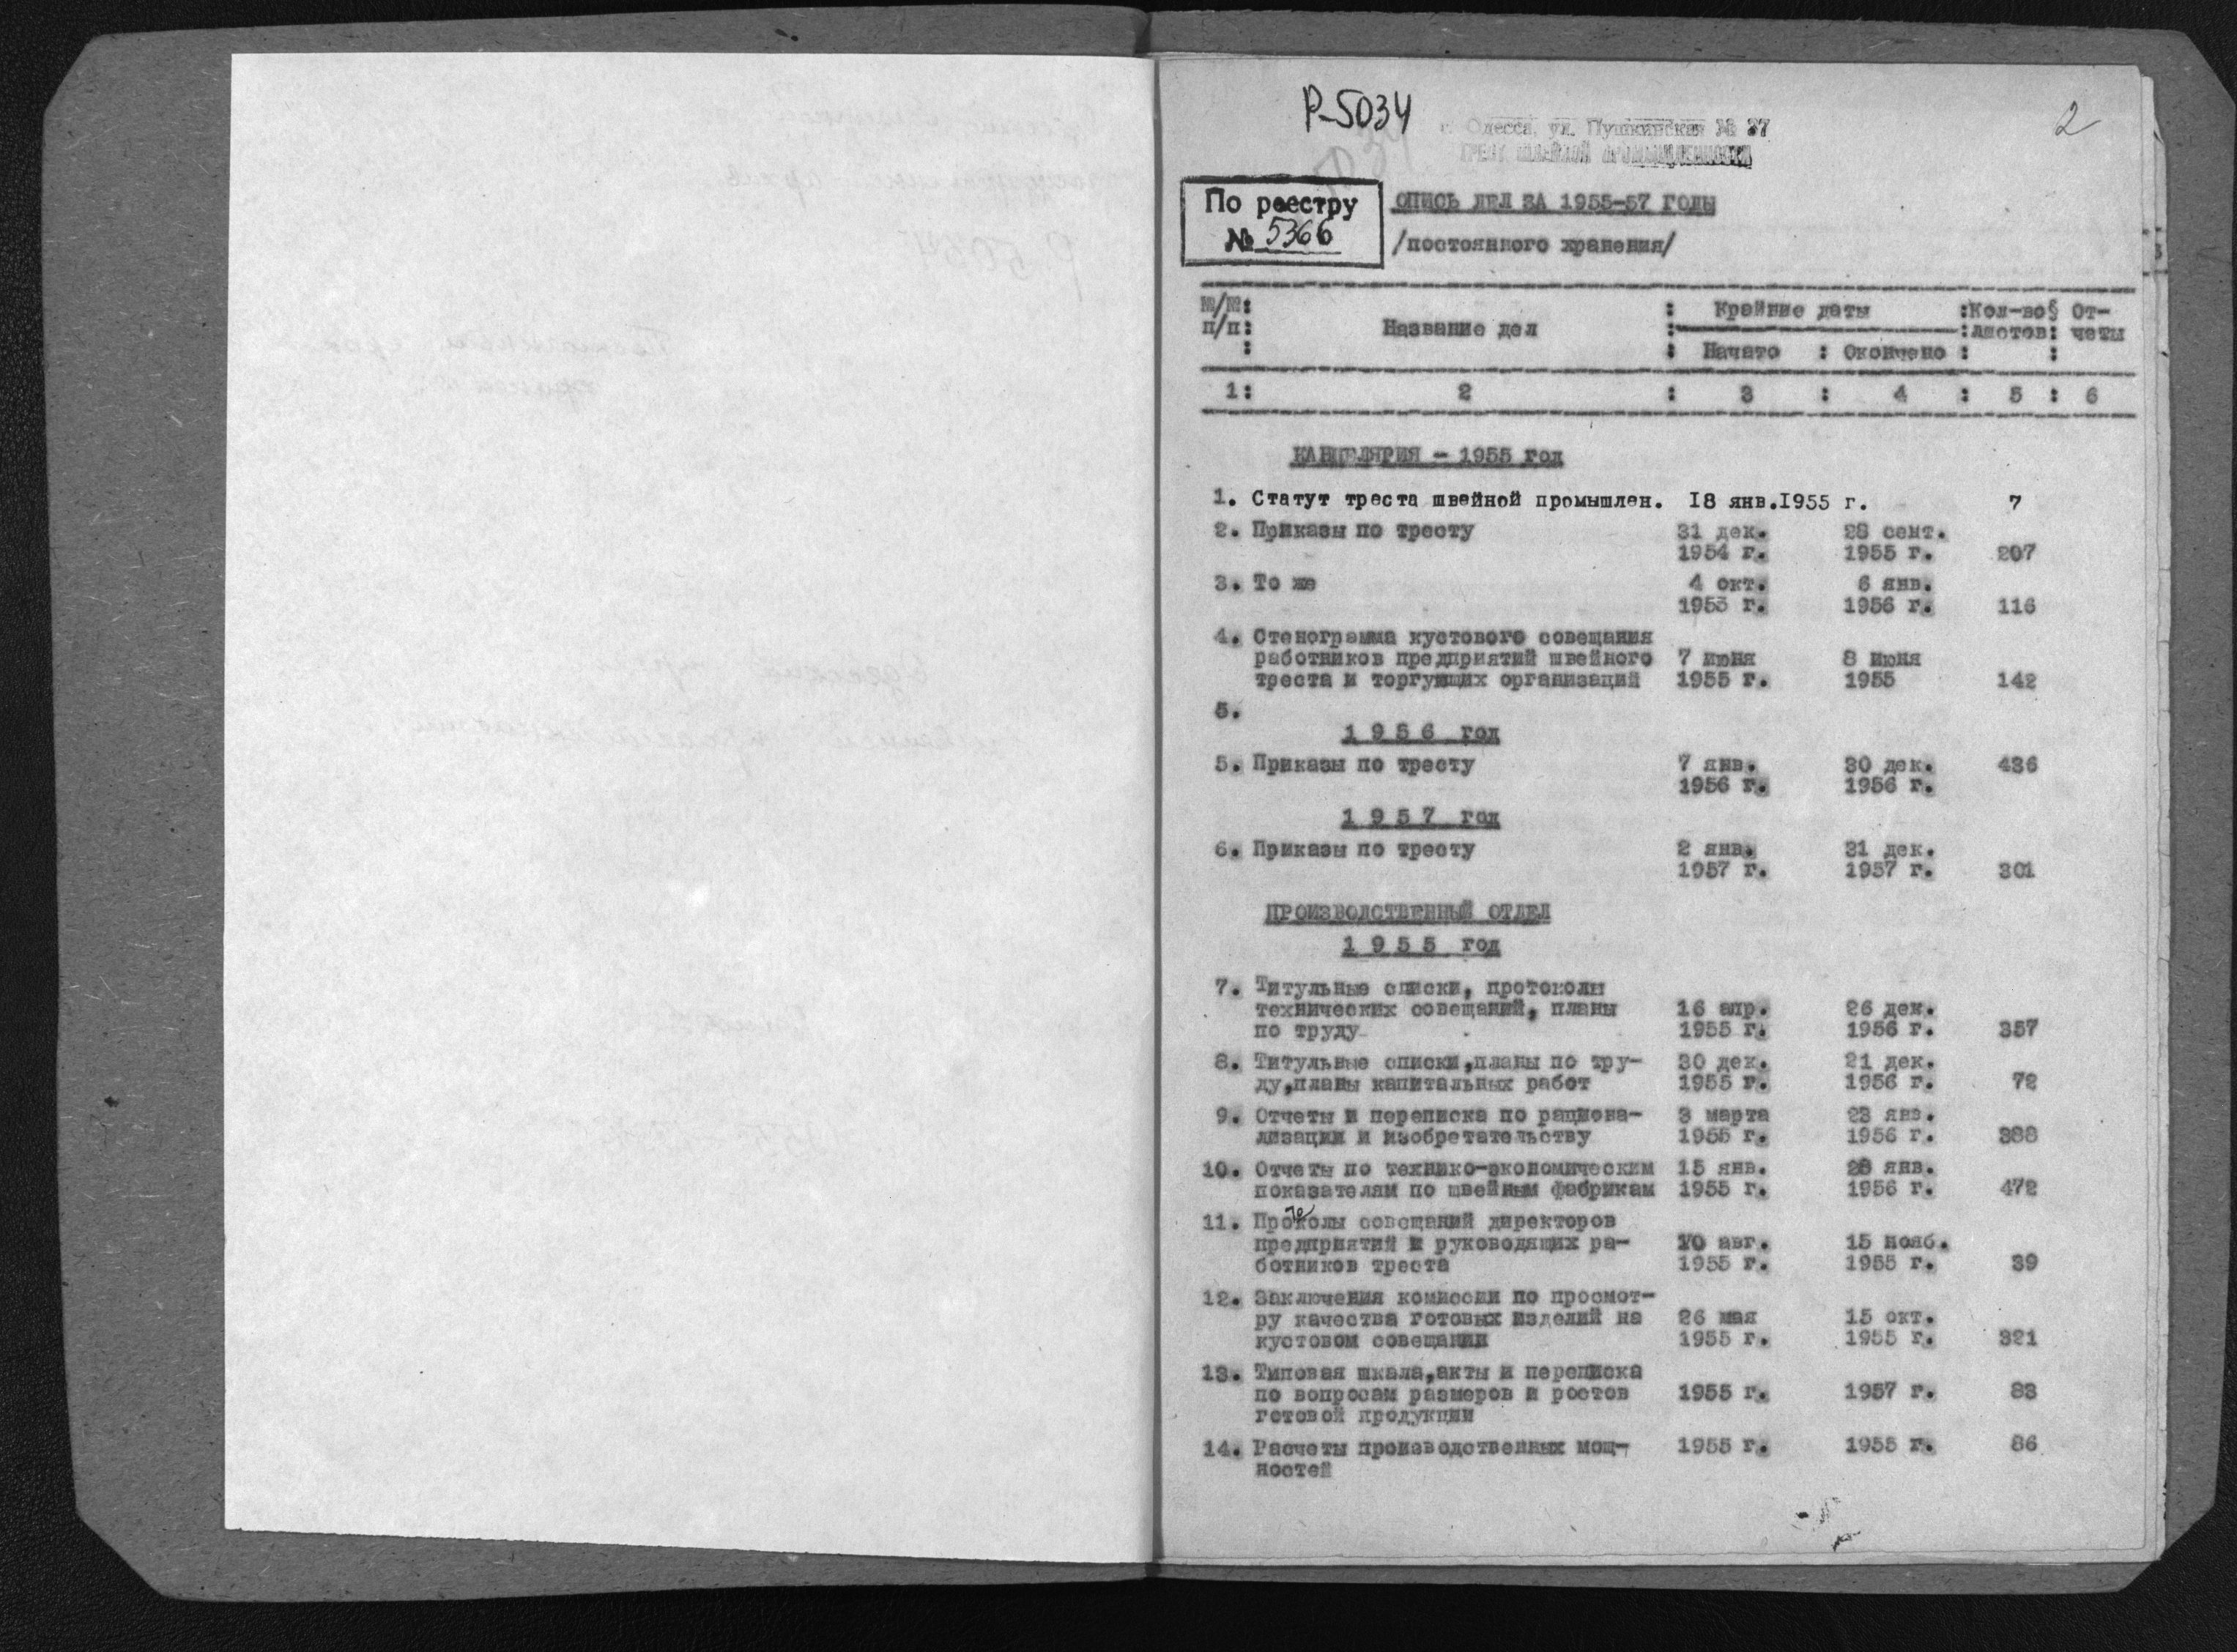 Р-5034
2
г. Одесса, ул. Пушкинская № 37
ТРЕСТ ШВЕЙНОЙ ПРОМЫШЛЕННОСТИ
По реестру
№ 5366
ОПИСЬ ДЕЛ ЗА 1955-57 ГОДЫ
/постоянного хранения/
№/№: : Крайние даты :Кол-во: От-
п/п: Название дел : :листов: четы
: : Начато : Окончено : :
1: 2 : 3 : 4 : 5 : 6
КАНЦЕЛЯРИЯ - 1955 год
1. Статут треста швейной промышлен. 18 янв.1955 г. 7
2. Приказы по тресту 31 дек. 28 сент.
1954 г. 1955 г. 207
3. То же 4 окт. 6 янв.
1955 г. 1956 г. 116
4. Стенограмма кустового совещания
работников предприятий швейного 7 июня 8 июня
треста и торгующих организаций 1955 г. 1955 142
5.
1 9 5 6 год
5. Приказы по тресту 7 янв. 30 дек. 436
1956 г. 1956 г.
1 9 5 7 год
6. Приказы по тресту 2 янв. 31 дек.
1957 г. 1957 г. 301
ПРОИЗВОДСТВЕННЫЙ ОТДЕЛ
1 9 5 5 год
7. Титульные списки, протоколы
технических совещаний, планы 16 апр. 26 дек.
по труду 1955 г. 1956 г. 357
8. Титульные списки,планы по тру- 30 дек. 21 дек.
ду,планы капитальных работ 1955 г. 1956 г. 72
9. Отчеты и переписка по рациона- 3 марта 23 янв.
лизации и изобретательству 1955 г. 1956 г. 388
10. Отчеты по технико-экономическим 15 янв. 28 янв.
показателям по швейным фабрикам 1955 г. 1956 г. 472
то
11. Проколы совещаний директоров
предприятий и руководящих ра- 10 авг. 15 нояб.
ботников треста 1955 г. 1955 г. 39
12. Заключения комиссии по просмот-
ру качества готовых изделий на 26 мая 15 окт.
кустовом совещании 1955 г. 1955 г. 321
13. Типовая шкала,акты и переписка
по вопросам размеров и ростов 1955 г. 1957 г. 83
готовой продукции
14. Расчеты производственных мощ- 1955 г. 1955 г. 86
ностей